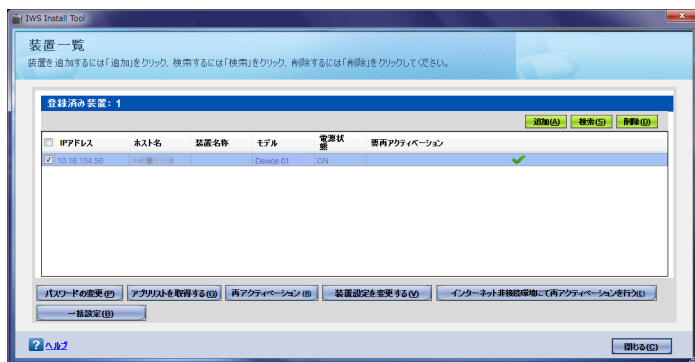 IWS Install Tool
装置一覧
装置を追加するには「追加」をクリック、検索するには「検索」をクリック、削除するには「削除」をクリックしてください。
登録済み装置: 1
追加(A) 検索(S) 削除(D)
IPアドレス ホスト名 装置名称 モデル 電源状態 要再アクティベーション
10.16.154.56 Device 01 ON
パスワードの変更(P) アプリリストを取得する(G) 再アクティベーション(R) 装置設定を変更する(V) インターネット非接続環境にて再アクティベーションを行う(E)
一括設定(B)
? ヘルプ
閉じる(C)